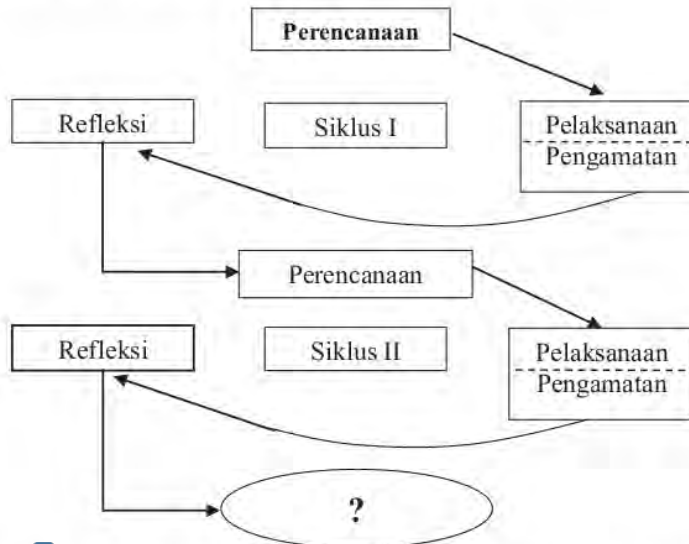 Perencanaan
Refleksi
Siklus I
Pelaksanaan
Pengamatan
Perencanaan
Refleksi
Siklus II
Pelaksanaan
Pengamatan
?